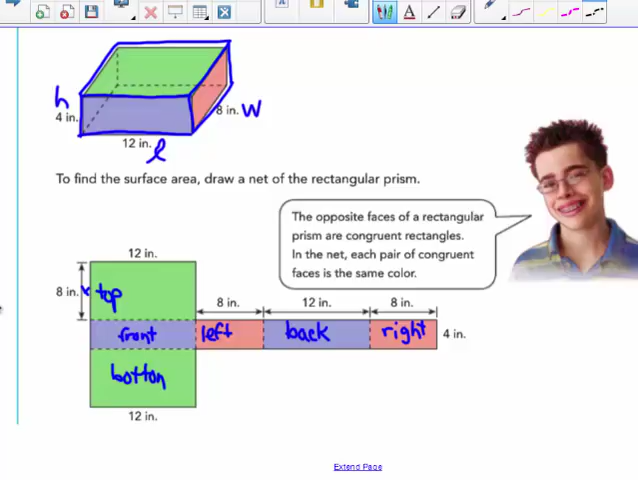 h
4 in.
8 in. W
12 in.
l
To find the surface area, draw a net of the rectangular prism.
The opposite faces of a rectangular
prism are congruent rectangles.
In the net, each pair of congruent
faces is the same color.
12 in.
8 in. top
8 in. 12 in. 8 in.
front left back right 4 in.
botton
12 in.
Extend Page